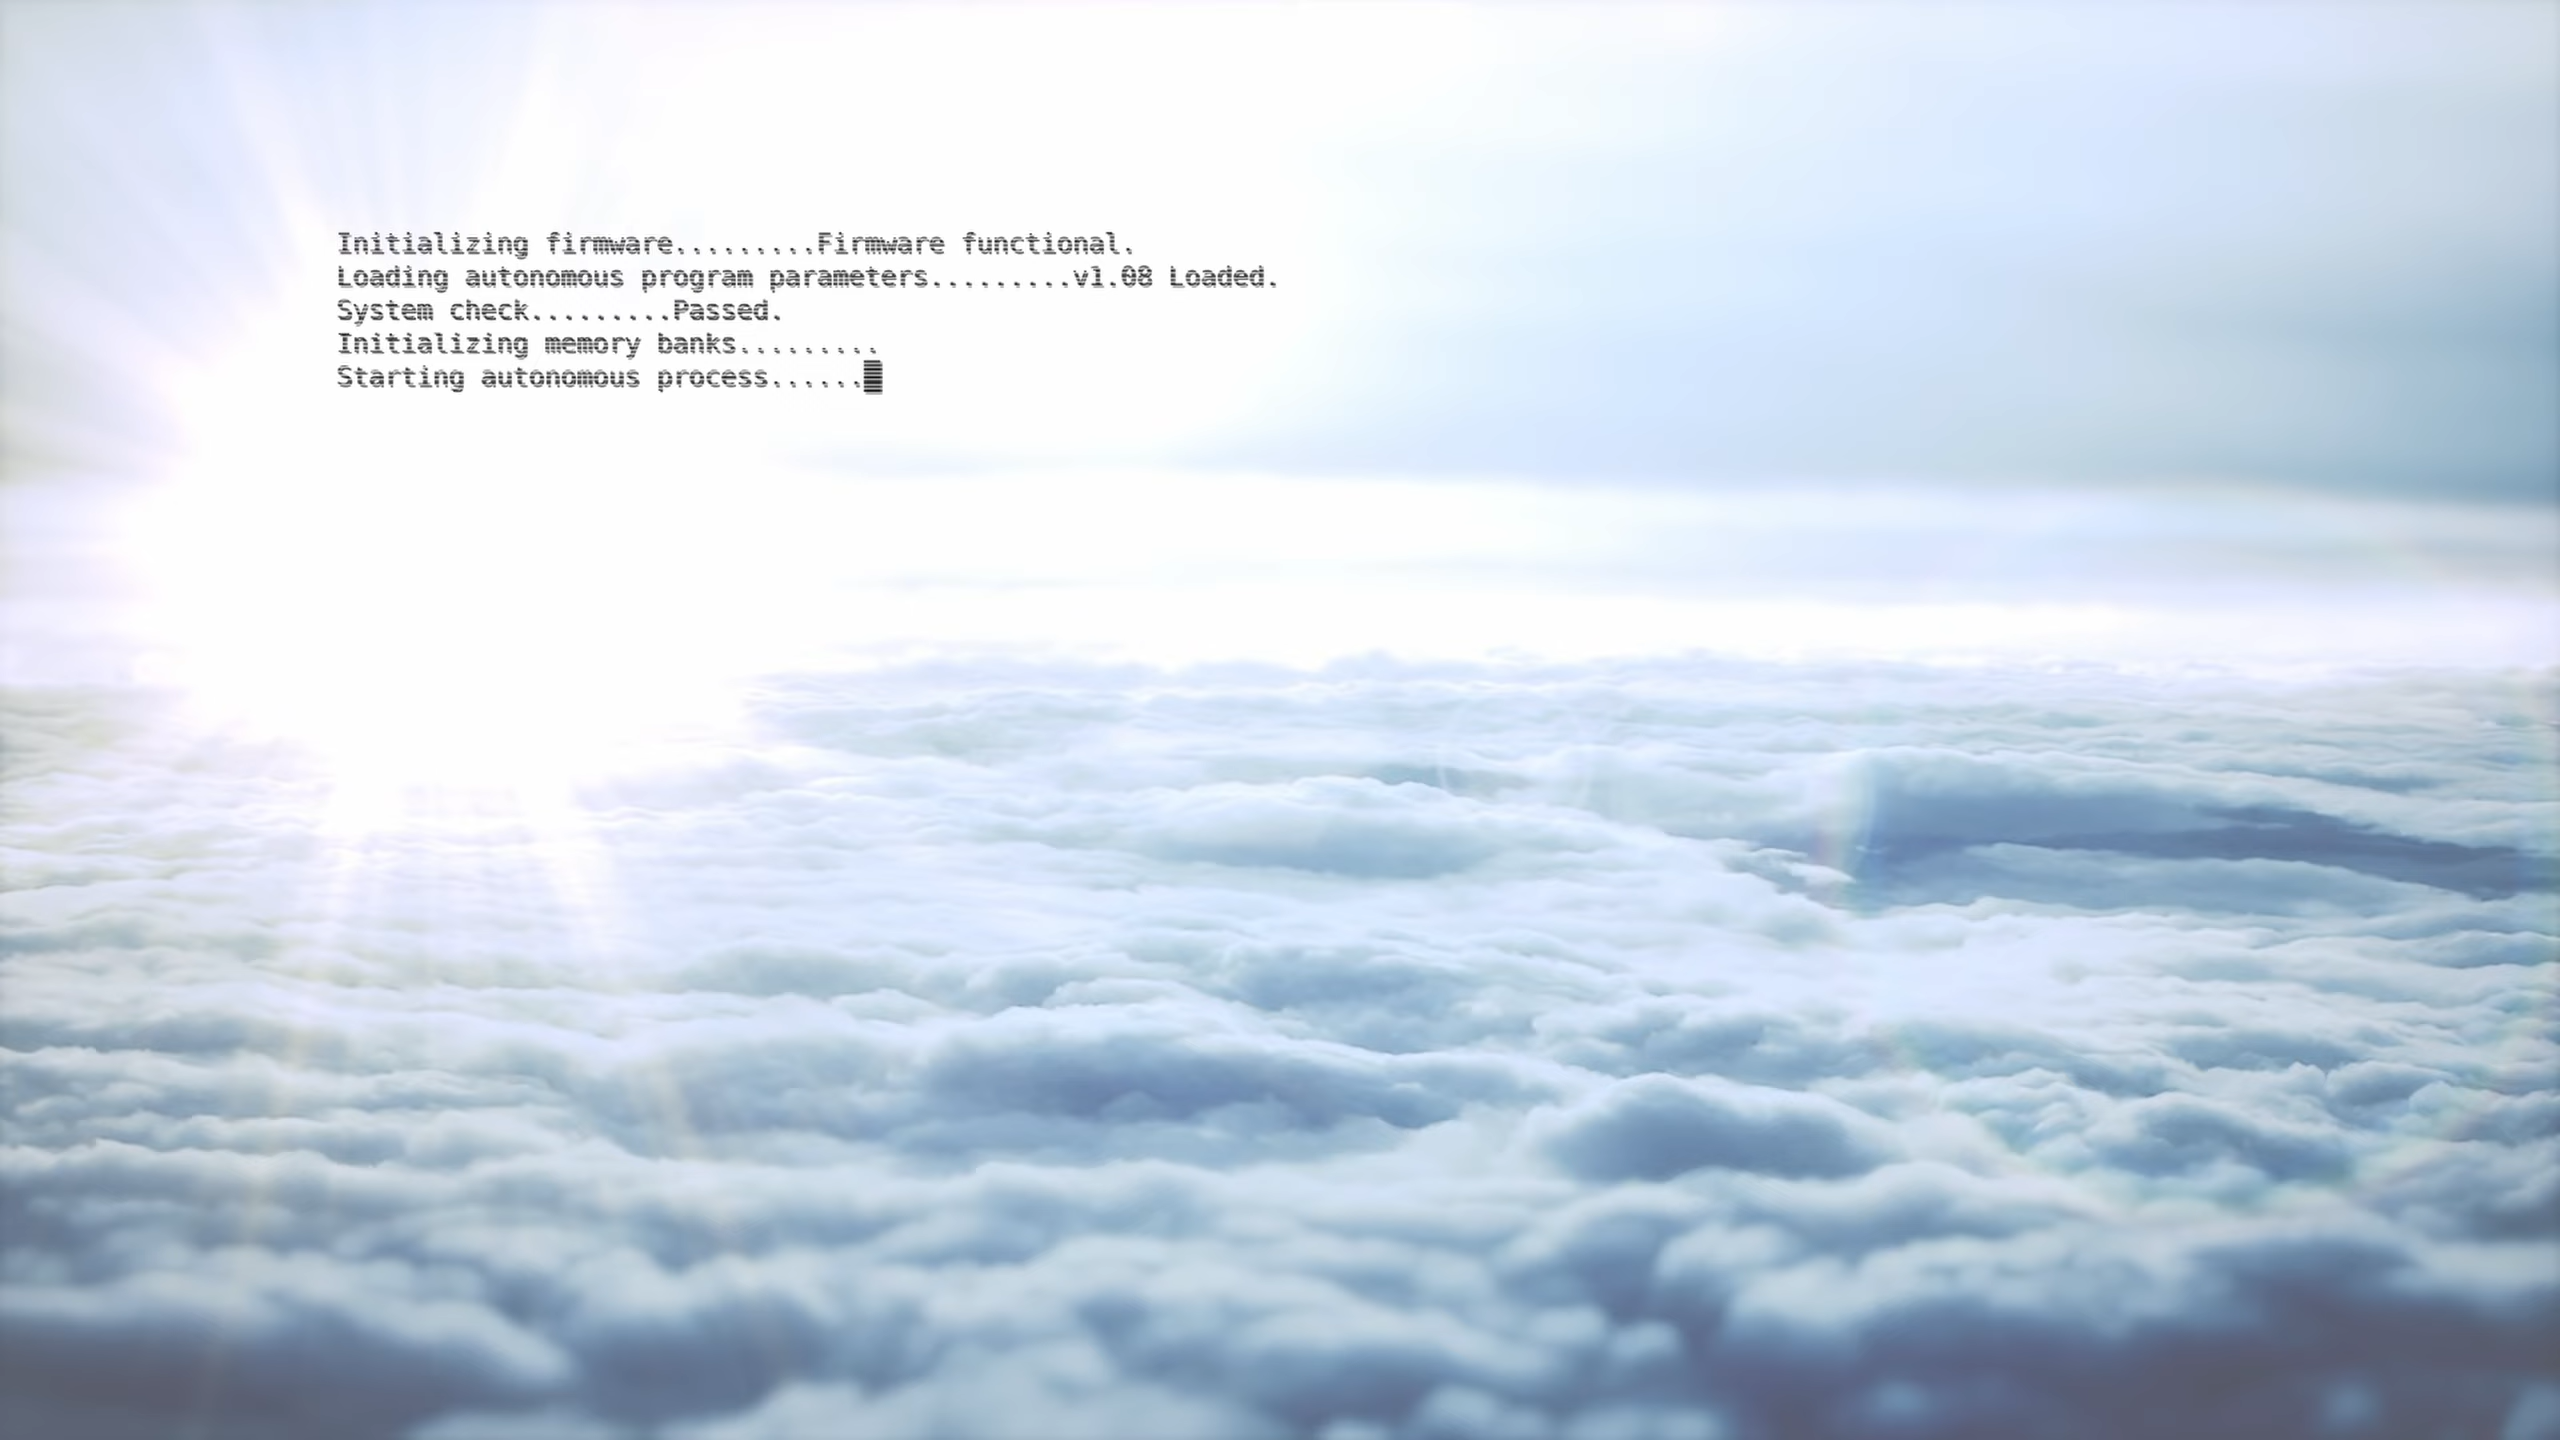 Initializing firmware.........Firmware functional.
Loading autonomous program parameters.........v1.08 Loaded.
System check.........Passed.
Initializing memory banks.........
Starting autonomous process......